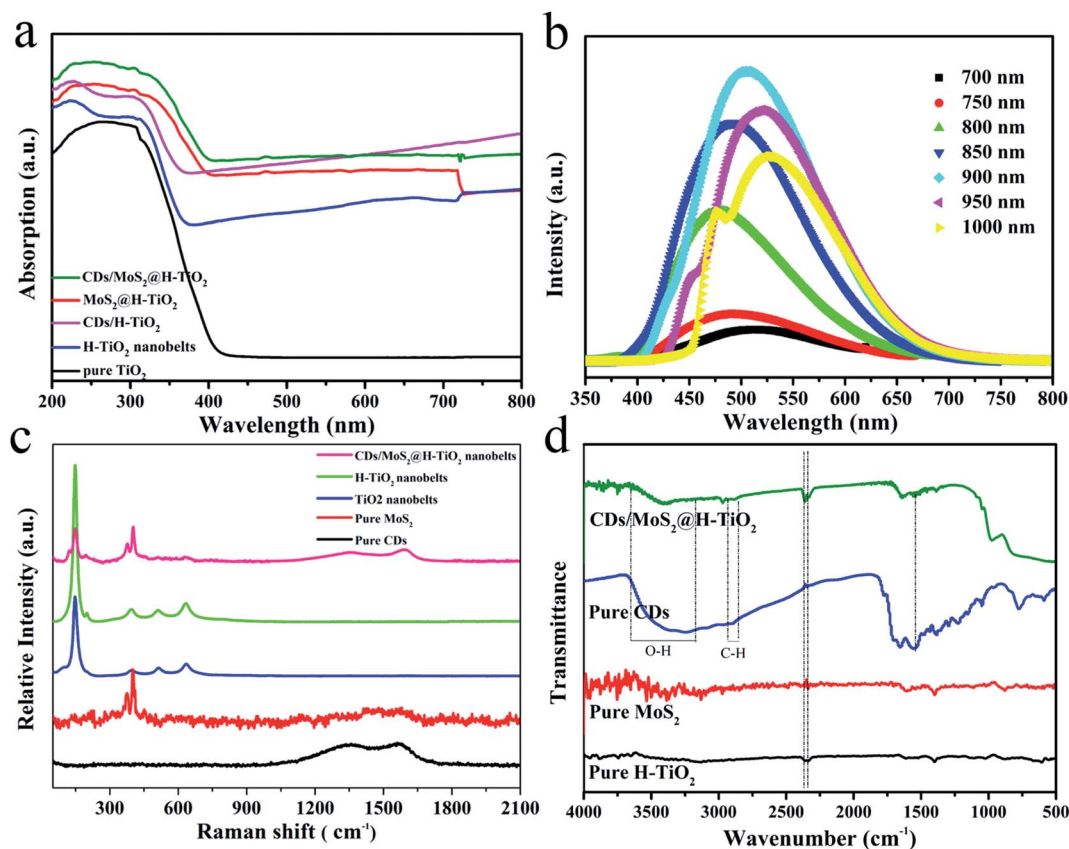 a
Absorption (a.u.)
CDs/MoS₂@H-TiO₂
MoS₂@H-TiO₂
CDs/H-TiO₂
H-TiO₂ nanobelts
pure TiO₂
200 300 400 500 600 700 800
Wavelength (nm)
b
Intensity (a.u.)
700 nm
750 nm
800 nm
850 nm
900 nm
950 nm
1000 nm
350 400 450 500 550 600 650 700 750 800
Wavelength (nm)
c
Relative Intensity (a.u.)
CDs/MoS₂@H-TiO₂ nanobelts
H-TiO₂ nanobelts
TiO2 nanobelts
Pure MoS₂
Pure CDs
300 600 900 1200 1500 1800 2100
Raman shift ( cm⁻¹)
d
Transmittance
CDs/MoS₂@H-TiO₂
Pure CDs
O-H
C-H
Pure MoS₂
Pure H-TiO₂
4000 3500 3000 2500 2000 1500 1000 500
Wavenumber (cm⁻¹)